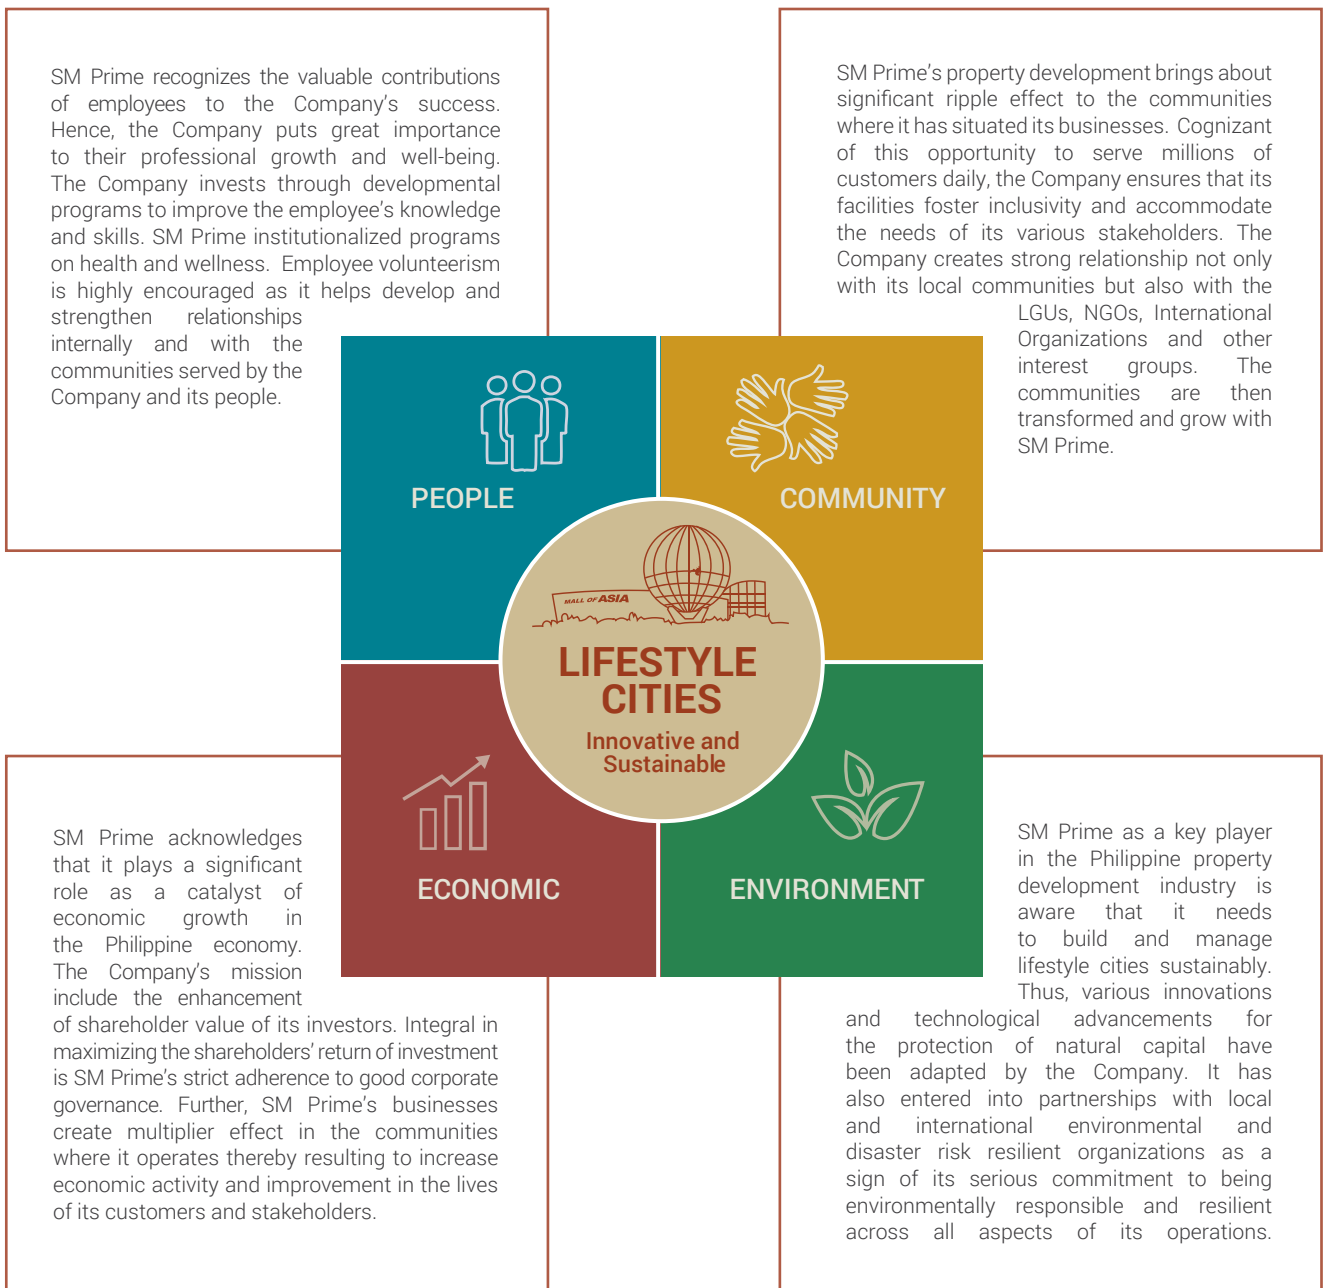 SM Prime recognizes the valuable contributions
of employees to the Company's success.
Hence, the Company puts great importance
to their professional growth and well-being.
The Company invests through developmental
programs to improve the employee's knowledge
and skills. SM Prime institutionalized programs
on health and wellness. Employee volunteerism
is highly encouraged as it helps develop and
strengthen relationships
internally and with the
communities served by the
Company and its people.
SM Prime's property development brings about
significant ripple effect to the communities
where it has situated its businesses. Cognizant
of this opportunity to serve millions of
customers daily, the Company ensures that its
facilities foster inclusivity and accommodate
the needs of its various stakeholders. The
Company creates strong relationship not only
with its local communities but also with the
LGUs, NGOs, International
Organizations and other
interest groups. The
communities are then
transformed and grow with
SM Prime.
PEOPLE
COMMUNITY
MALL OF ASIA
LIFESTYLE
CITIES
Innovative and
Sustainable
ECONOMIC
ENVIRONMENT
SM Prime acknowledges
that it plays a significant
role as a catalyst of
economic growth in
the Philippine economy.
The Company's mission
include the enhancement
of shareholder value of its investors. Integral in
maximizing the shareholders' return of investment
is SM Prime's strict adherence to good corporate
governance. Further, SM Prime's businesses
create multiplier effect in the communities
where it operates thereby resulting to increase
economic activity and improvement in the lives
of its customers and stakeholders.
SM Prime as a key player
in the Philippine property
development industry is
aware that it needs
to build and manage
lifestyle cities sustainably.
Thus, various innovations
and technological advancements for
the protection of natural capital have
been adapted by the Company. It has
also entered into partnerships with local
and international environmental and
disaster risk resilient organizations as a
sign of its serious commitment to being
environmentally responsible and resilient
across all aspects of its operations.